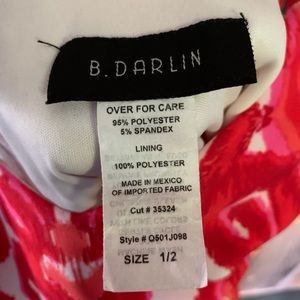 B. DARLIN
OVER FOR CARE
95% POLYESTER
5% SPANDEX
LINING
100% POLYESTER
MADE IN MEXICO
OF IMPORTED FABRIC
Cut # 35324
Style # Q501J098
SIZE 1/2